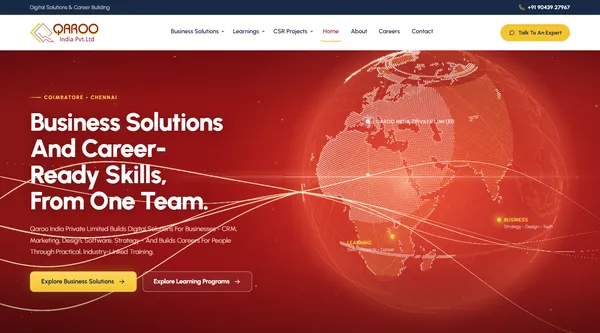 Digital Solutions & Career Building
+91 90439 27967
QAROO
India Pvt.Ltd
Business Solutions
Learnings
CSR Projects
Home
About
Careers
Contact
Talk To An Expert
COIMBATORE - CHENNAI
Business Solutions
And Career-
Ready Skills,
From One Team.
Qaroo India Private Limited Builds Digital Solutions For Businesses - CRM,
Marketing, Design, Software, Strategy - And Builds Careers For People
Through Practical, Industry-Linked Training.
Explore Business Solutions
Explore Learning Programs
QAROO INDIA PRIVATE LIMITED
BUSINESS
Strategy - Design - Tech
LEARNING